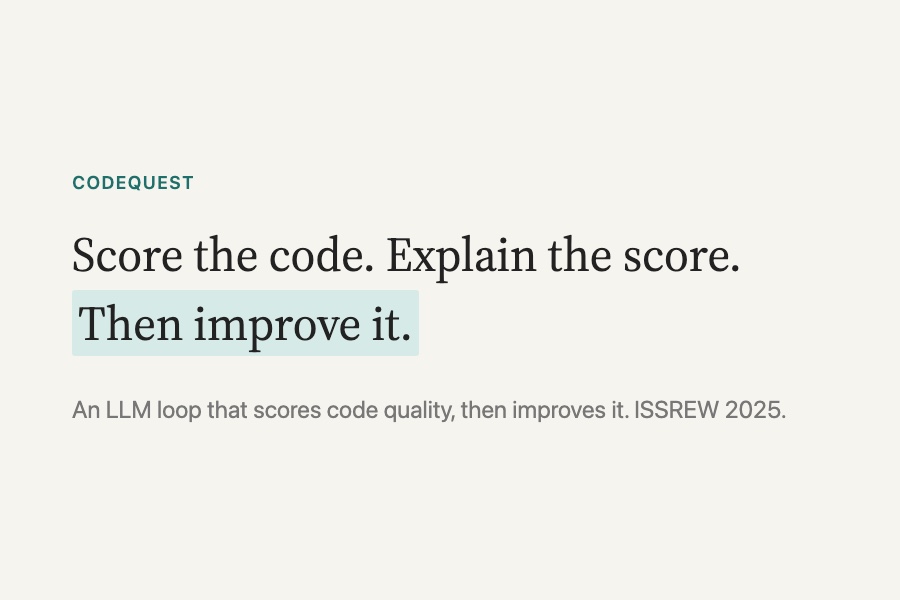 CODEQUEST
Score the code. Explain the score.
Then improve it.
An LLM loop that scores code quality, then improves it. ISSREW 2025.